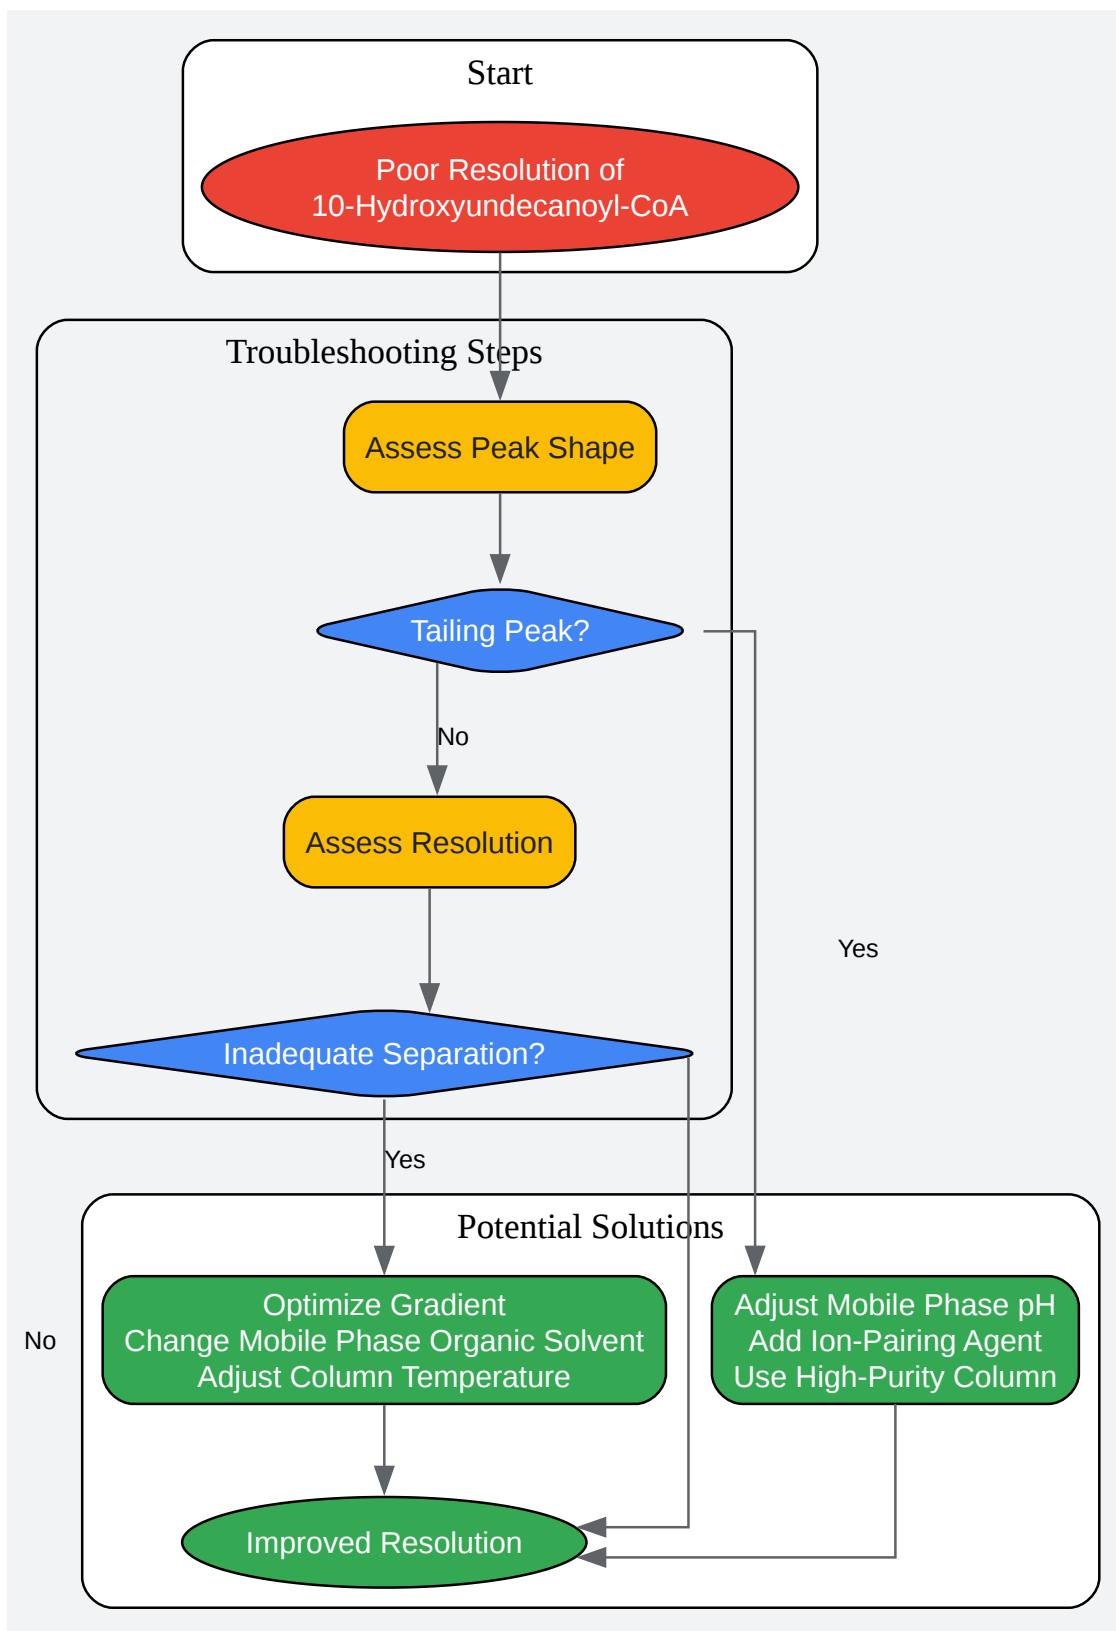 Start
Poor Resolution of
10-Hydroxyundecanoyl-CoA
Troubleshooting Steps
Assess Peak Shape
Tailing Peak?
No
Assess Resolution
Yes
Inadequate Separation?
Yes
Potential Solutions
Optimize Gradient
Change Mobile Phase Organic Solvent
Adjust Column Temperature
Adjust Mobile Phase pH
Add Ion-Pairing Agent
Use High-Purity Column
No
Improved Resolution